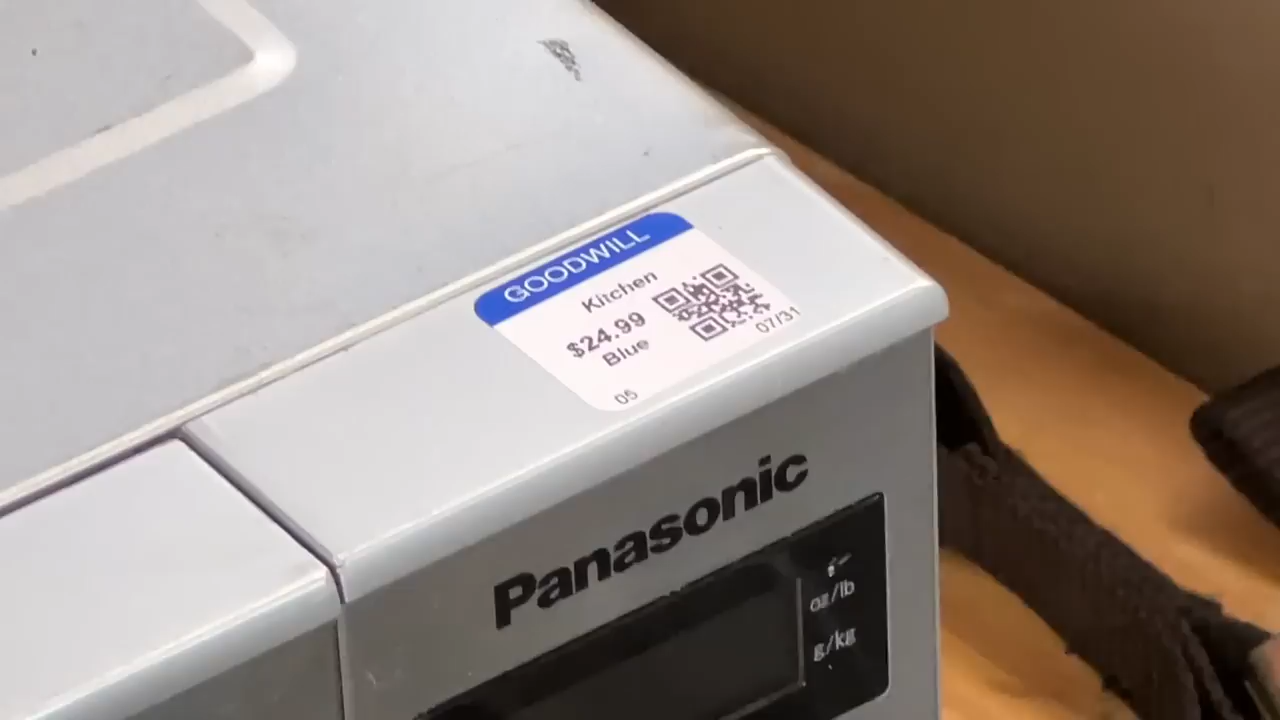 GOODWILL
Kitchen
$24.99
Blue
07/31
05
Panasonic
oz/lb
g/kg